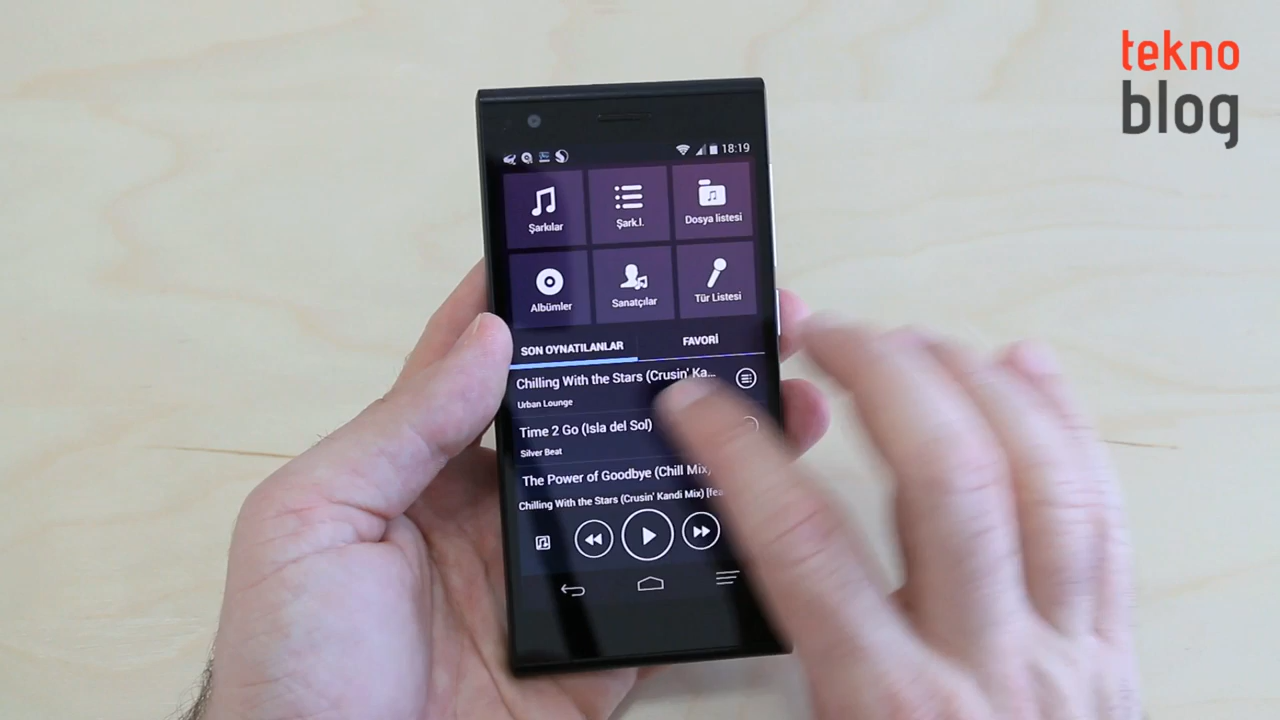 tekno
blog
18:19
Şarkılar
Şark.l.
Dosya listesi
Albümler
Sanatçılar
Tür Listesi
SON OYNATILANLAR
FAVORİ
Chilling With the Stars (Crusin' Ka...
Urban Lounge
Time 2 Go (Isla del Sol)
Silver Beat
The Power of Goodbye (Chill Mix)
Chilling With the Stars (Crusin' Kandi Mix) [fea